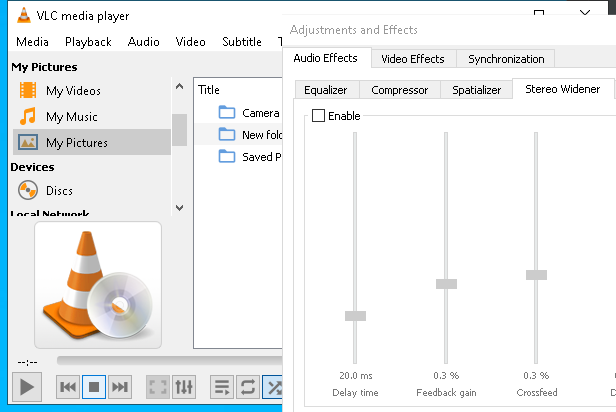 VLC media player
Media Playback Audio Video Subtitle
My Pictures
My Videos
My Music
My Pictures
Devices
Discs
Local Network
Title
Camera
New fold
Saved P
--:--
Adjustments and Effects
Audio Effects Video Effects Synchronization
Equalizer Compressor Spatializer Stereo Widener
Enable
20.0 ms 0.3 % 0.3 %
Delay time Feedback gain Crossfeed